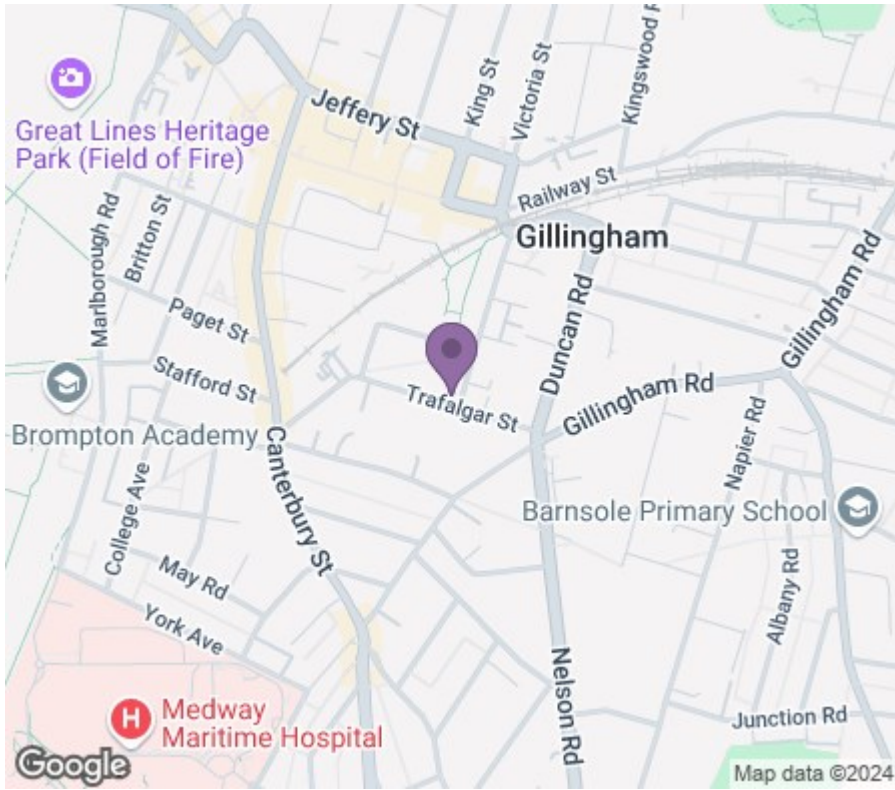 King St
Victoria St
Kingswood R
Jeffery St
Great Lines Heritage
Park (Field of Fire)
Railway St
Gillingham
Marlborough Rd
Britton St
Duncan Rd
Gillingham Rd
Paget St
Stafford St
Trafalgar St
Gillingham Rd
Napier Rd
Brompton Academy
Canterbury St
College Ave
Barnsole Primary School
May Rd
Albany Rd
York Ave
Nelson Rd
H
Medway
Maritime Hospital
Junction Rd
Google
Map data ©2024